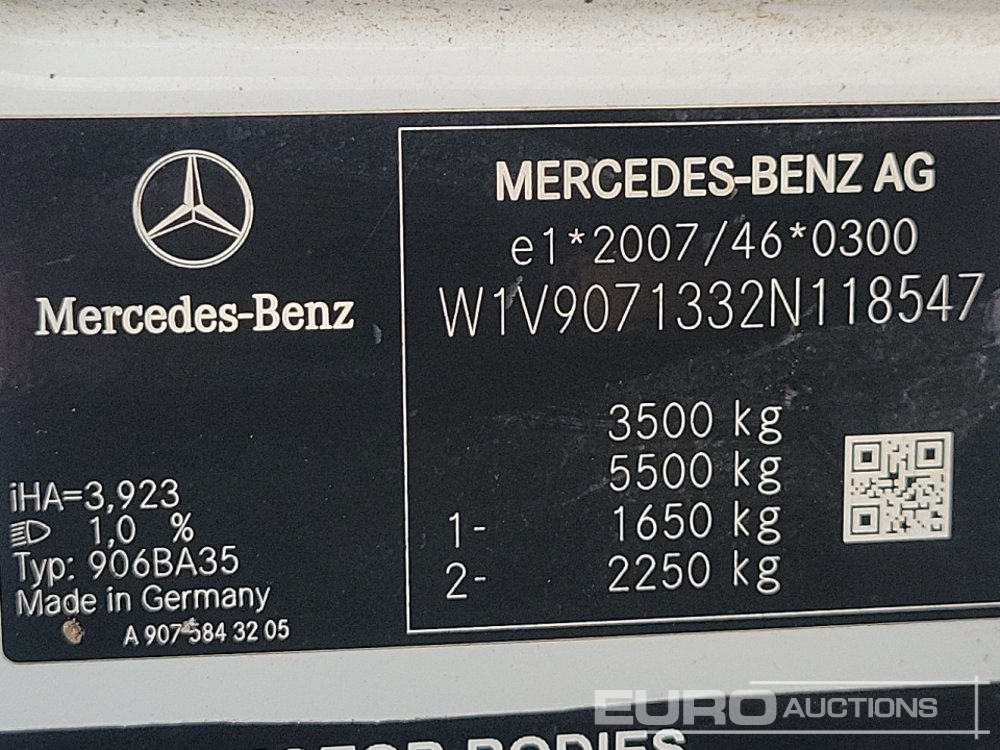 Mercedes-Benz
iHA=3,923
1,0 %
Typ: 906BA35
Made in Germany
A 907 584 32 05
MERCEDES-BENZ AG
e1*2007/46*0300
W1V9071332N118547
3500 kg
5500 kg
1- 1650 kg
2- 2250 kg
EURO AUCTIONS
BODIES